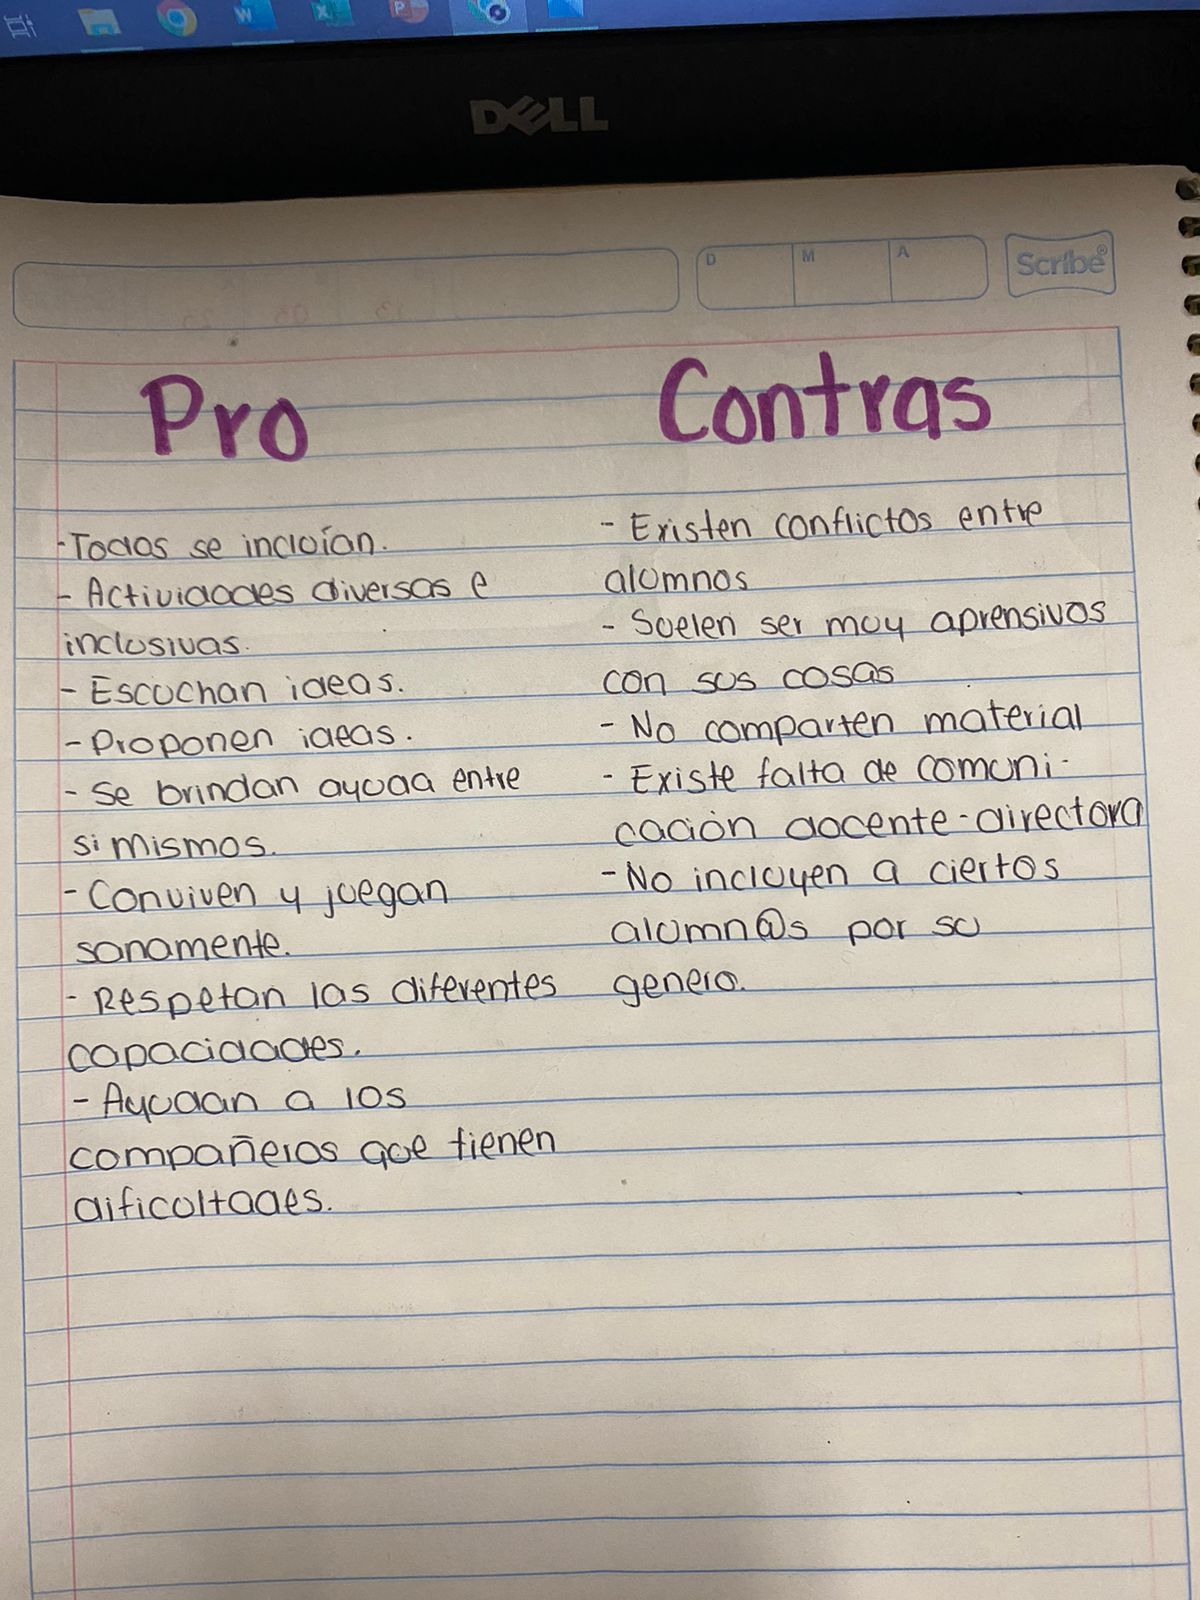 DELL
D M A
Scribe®
Pro
- Todos se incluían.
- Actividades diversas e
inclusivas.
- Escuchan ideas.
- Proponen ideas.
- Se brindan ayuda entre
si mismos.
- Conviven y juegan
sanamente.
- Respetan las diferentes
capacidades.
- Ayudan a los
compañeros que tienen
dificultades.
Contras
- Existen conflictos entre
alumnos
- Suelen ser muy aprensivos
con sus cosas
- No comparten material
- Existe falta de comuni-
cación docente-directora
- No incluyen a ciertos
alumn@s por su
genero.